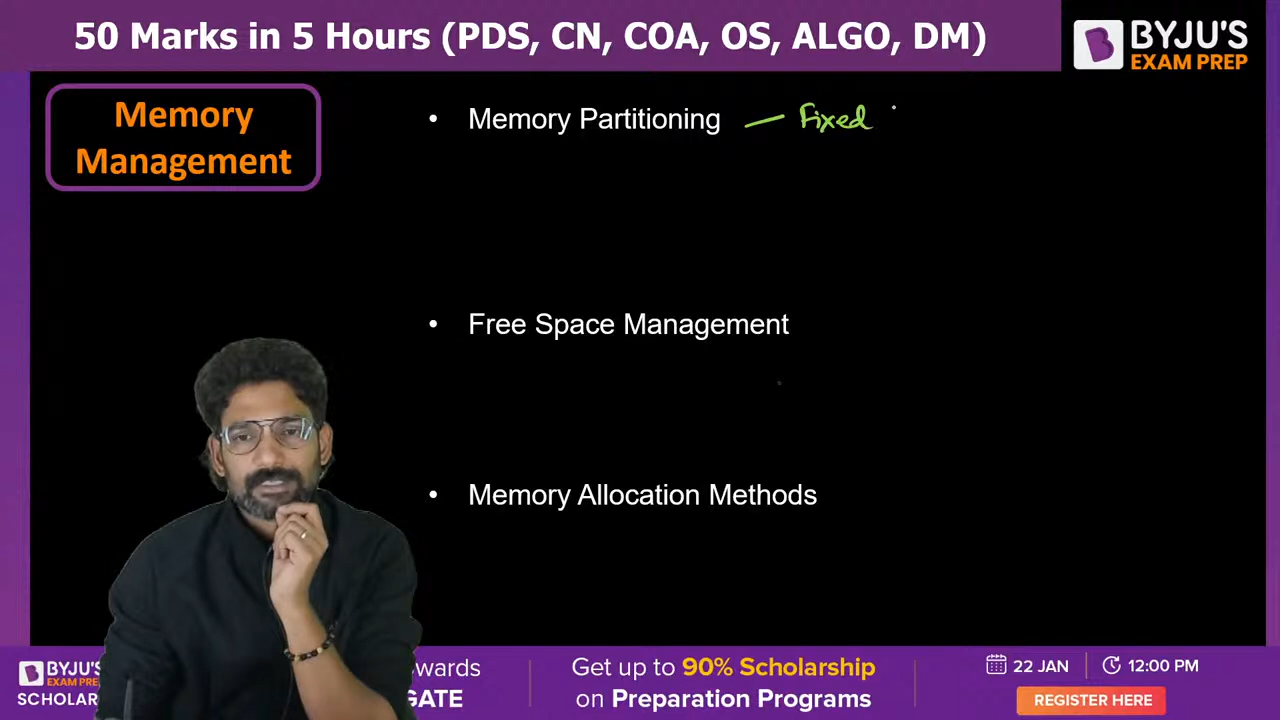 50 Marks in 5 Hours (PDS, CN, COA, OS, ALGO, DM)
BYJU'S
EXAM PREP
Memory
Management
• Memory Partitioning — Fixed
• Free Space Management
• Memory Allocation Methods
BYJU'S
EXAM PREP
SCHOLAR
wards
GATE
Get up to 90% Scholarship
on Preparation Programs
22 JAN
12:00 PM
REGISTER HERE